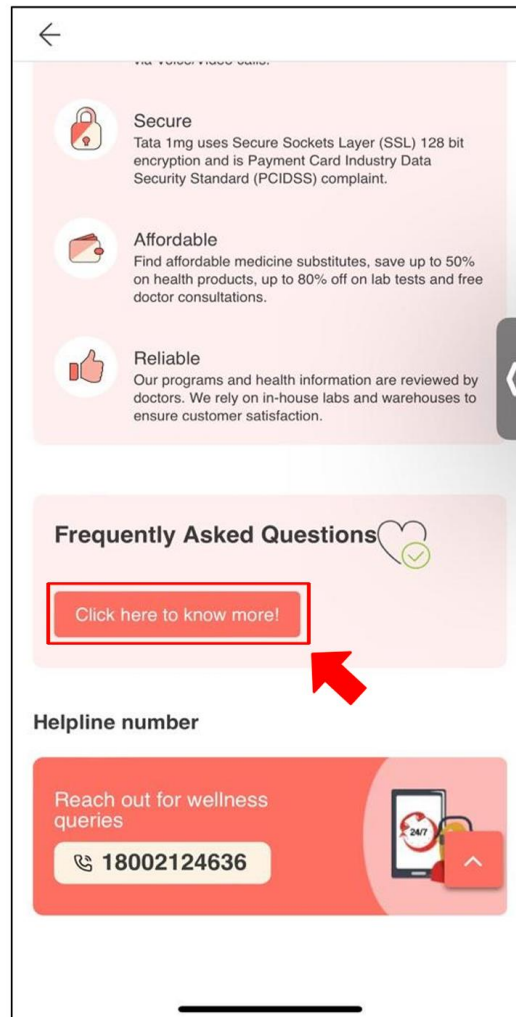 via Voice/Video calls.
Secure
Tata 1mg uses Secure Sockets Layer (SSL) 128 bit
encryption and is Payment Card Industry Data
Security Standard (PCIDSS) complaint.
Affordable
Find affordable medicine substitutes, save up to 50%
on health products, up to 80% off on lab tests and free
doctor consultations.
Reliable
Our programs and health information are reviewed by
doctors. We rely on in-house labs and warehouses to
ensure customer satisfaction.
Frequently Asked Questions
Click here to know more!
Helpline number
Reach out for wellness
queries
18002124636
24/7